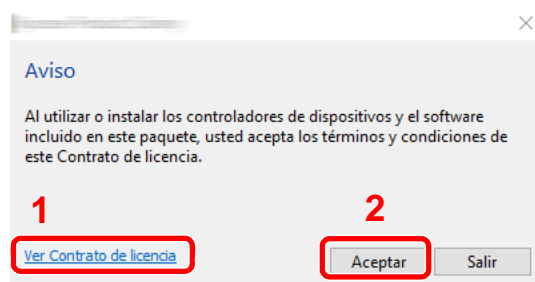 Aviso
Al utilizar o instalar los controladores de dispositivos y el software
incluido en este paquete, usted acepta los términos y condiciones de
este Contrato de licencia.
1
2
Ver Contrato de licencia
Aceptar
Salir